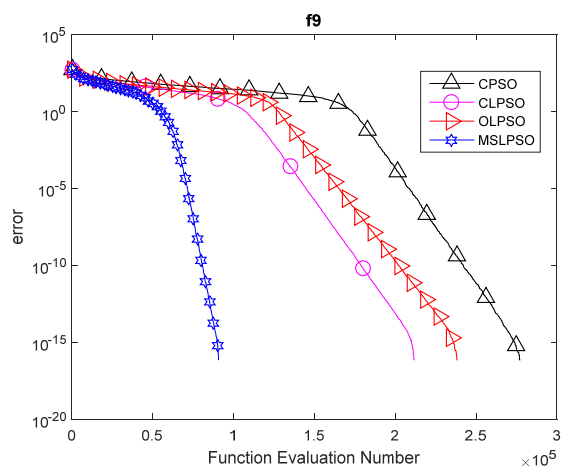 f9
10^5
10^0
10^-5
10^-10
10^-15
10^-20
error
CPSO
CLPSO
OLPSO
MSLPSO
0 0.5 1 1.5 2 2.5 3
Function Evaluation Number
×10^5